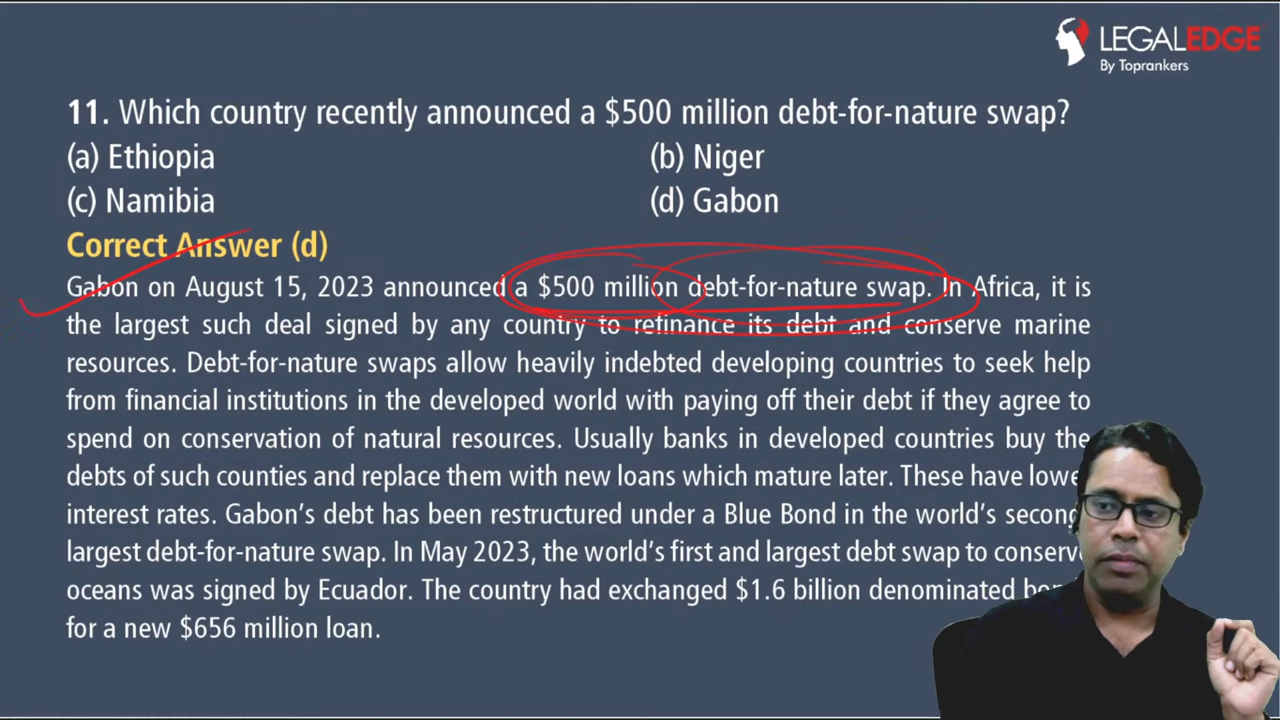 LEGALEDGE
By Toprankers
11. Which country recently announced a $500 million debt-for-nature swap?
(a) Ethiopia (b) Niger
(c) Namibia (d) Gabon
Correct Answer (d)
Gabon on August 15, 2023 announced a $500 million debt-for-nature swap. In Africa, it is
the largest such deal signed by any country to refinance its debt and conserve marine
resources. Debt-for-nature swaps allow heavily indebted developing countries to seek help
from financial institutions in the developed world with paying off their debt if they agree to
spend on conservation of natural resources. Usually banks in developed countries buy the
debts of such counties and replace them with new loans which mature later. These have
interest rates. Gabon’s debt has been restructured under a Blue Bond in the world’s
largest debt-for-nature swap. In May 2023, the world’s first and largest debt swap to
oceans was signed by Ecuador. The country had exchanged $1.6 billion denominated
for a new $656 million loan.